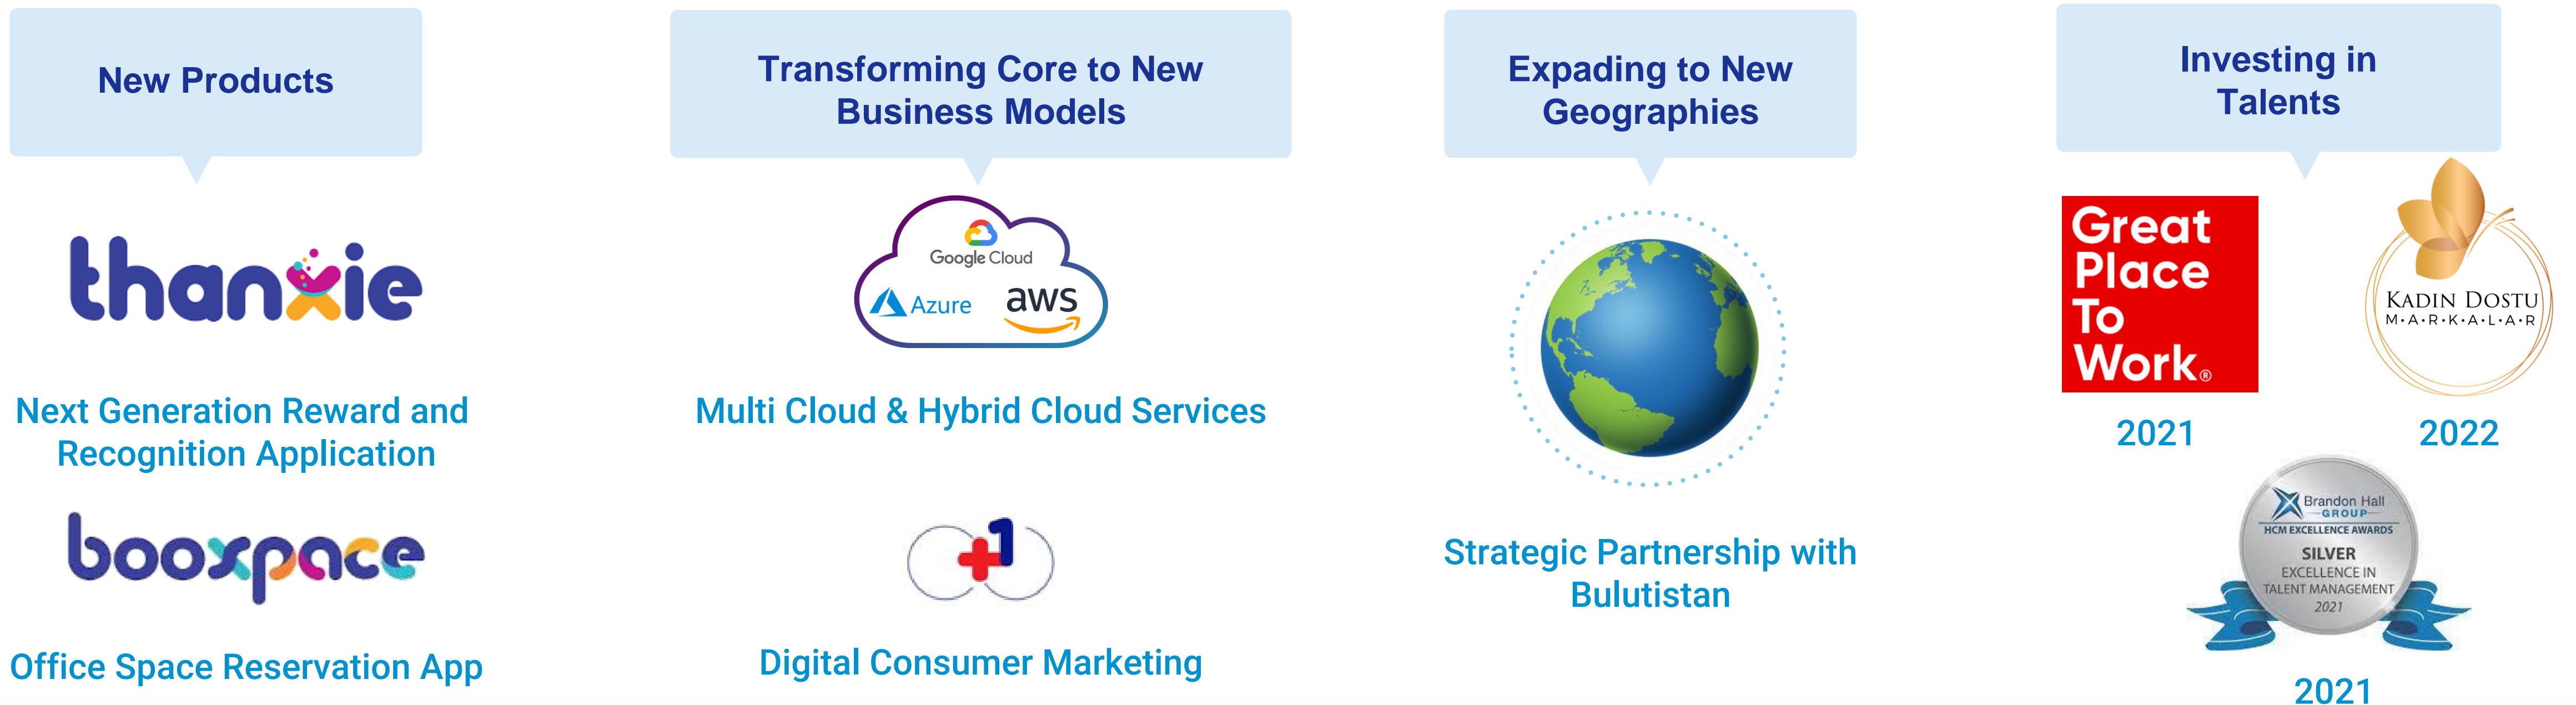 New Products
thanxie
Next Generation Reward and
Recognition Application
booxpace
Office Space Reservation App
Transforming Core to New
Business Models
Google Cloud
Azure
aws
Multi Cloud & Hybrid Cloud Services
+1
Digital Consumer Marketing
Expading to New
Geographies
Strategic Partnership with
Bulutistan
Investing in
Talents
Great
Place
To
Work®
2021
KADIN DOSTU
M·A·R·K·A·L·A·R
2022
Brandon Hall
GROUP
HCM EXCELLENCE AWARDS
SILVER
EXCELLENCE IN
TALENT MANAGEMENT
2021
2021